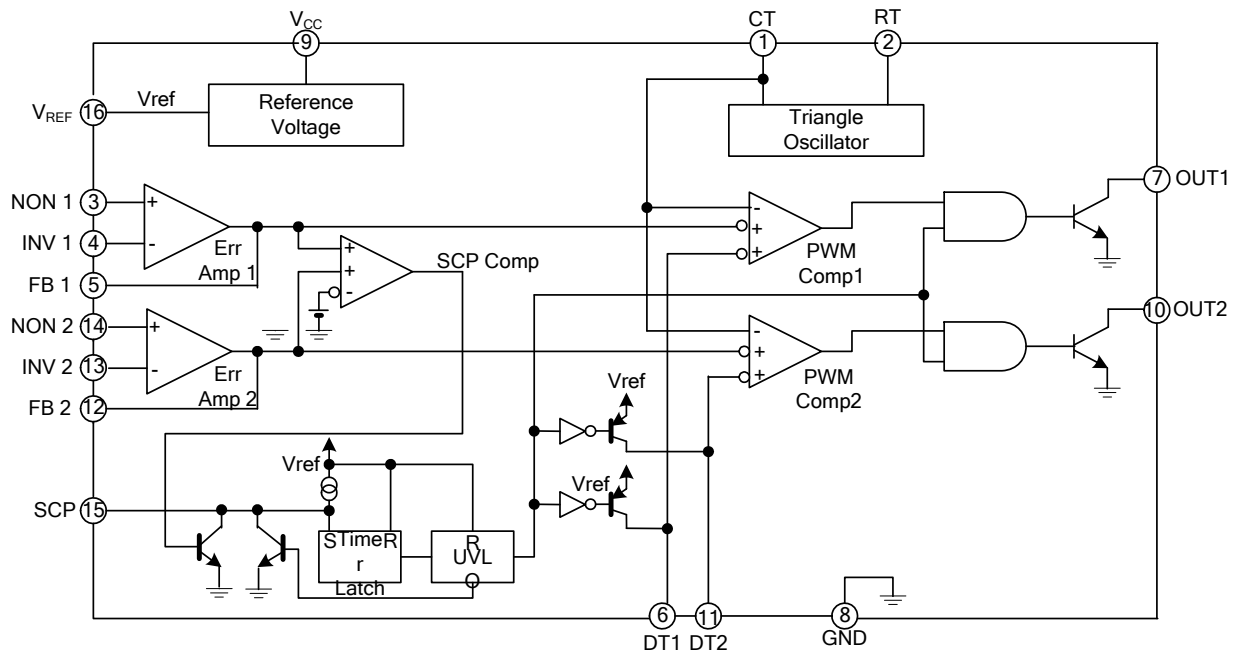 VCC
9
CT
1
RT
2
VREF
16
Vref
Reference
Voltage
Triangle
Oscillator
NON 1
3
+
INV 1
4
-
Err
Amp 1
FB 1
5
+
+
-
SCP Comp
-
+
+
PWM
Comp1
7
OUT1
NON 2
14
+
INV 2
13
-
Err
Amp 2
FB 2
12
-
+
+
PWM
Comp2
10
OUT2
Vref
Vref
Vref
SCP
15
STimeR
r
Latch
R
UVL
O
6
DT1
11
DT2
8
GND